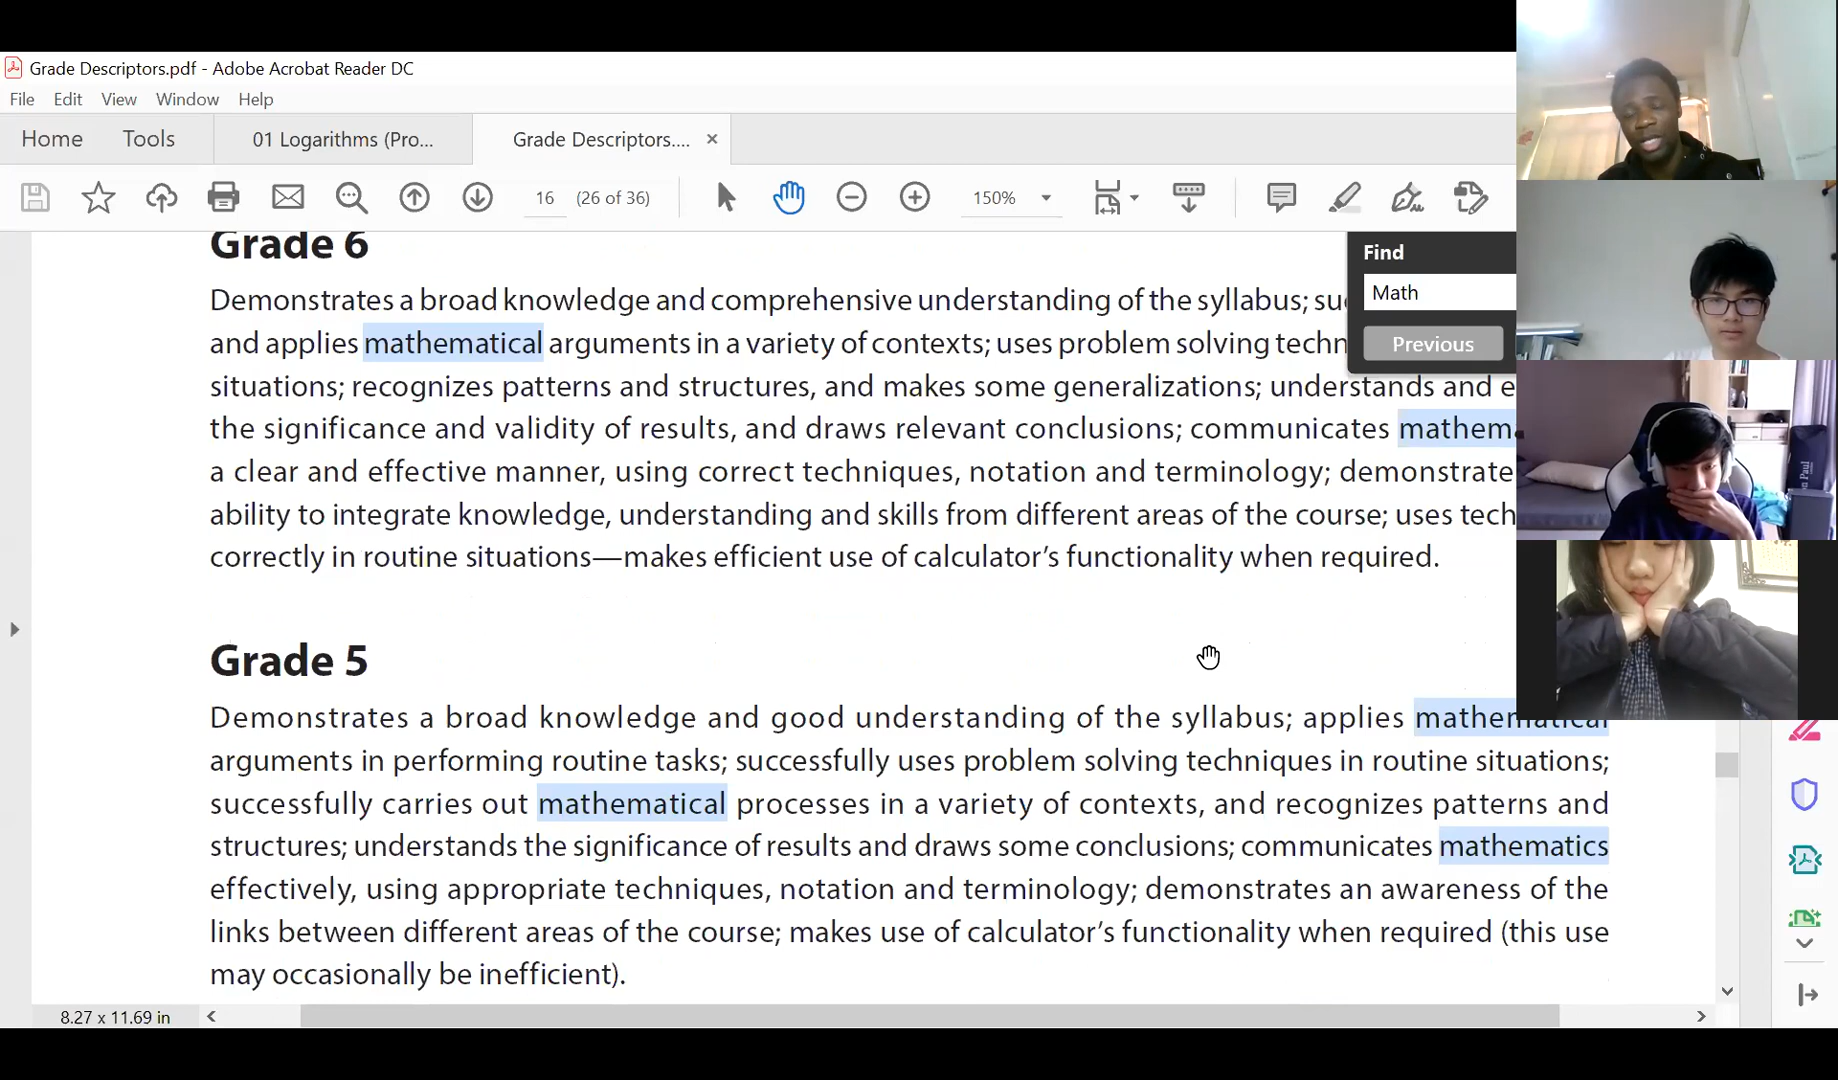 Grade Descriptors.pdf - Adobe Acrobat Reader DC
File Edit View Window Help
Home Tools 01 Logarithms (Pro... Grade Descriptors.... ×
16 (26 of 36) 150%
Find
Math
Previous
Grade 6
Demonstrates a broad knowledge and comprehensive understanding of the syllabus;
and applies mathematical arguments in a variety of contexts; uses problem solving
situations; recognizes patterns and structures, and makes some generalizations; understands and
the significance and validity of results, and draws relevant conclusions; communicates
a clear and effective manner, using correct techniques, notation and terminology; demonstrate
ability to integrate knowledge, understanding and skills from different areas of the course; uses
correctly in routine situations—makes efficient use of calculator’s functionality when required.
Grade 5
Demonstrates a broad knowledge and good understanding of the syllabus; applies mathematical
arguments in performing routine tasks; successfully uses problem solving techniques in routine situations;
successfully carries out mathematical processes in a variety of contexts, and recognizes patterns and
structures; understands the significance of results and draws some conclusions; communicates mathematics
effectively, using appropriate techniques, notation and terminology; demonstrates an awareness of the
links between different areas of the course; makes use of calculator’s functionality when required (this use
may occasionally be inefficient).
8.27 x 11.69 in